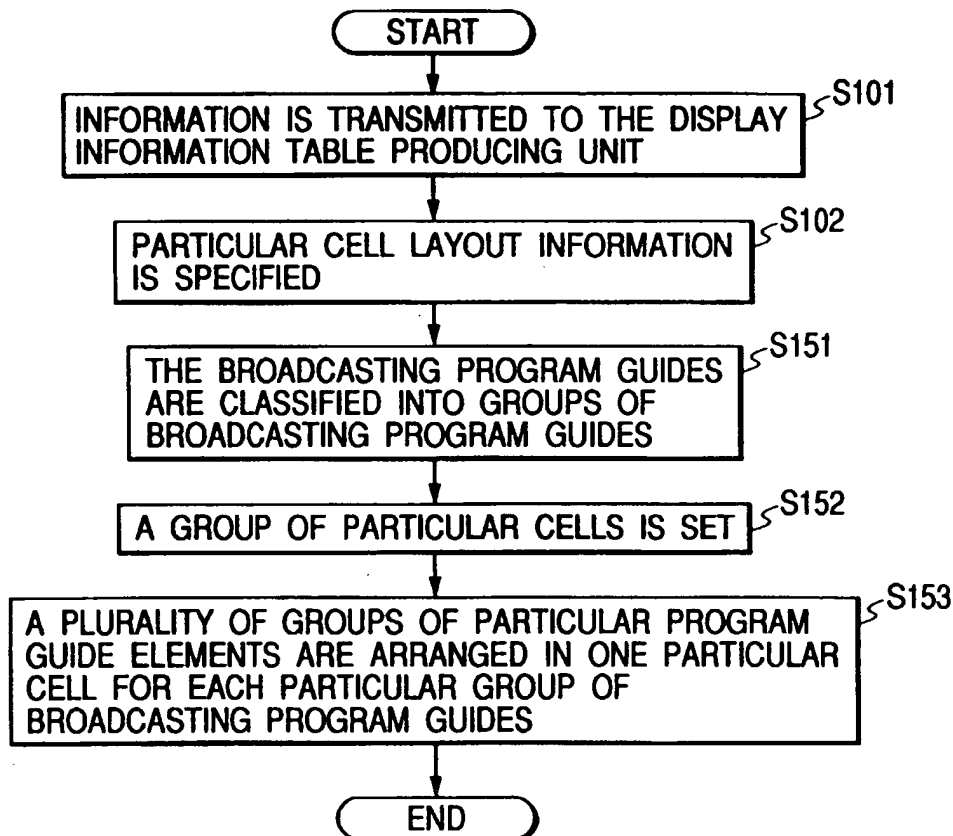 START
S101
INFORMATION IS TRANSMITTED TO THE DISPLAY
INFORMATION TABLE PRODUCING UNIT
S102
PARTICULAR CELL LAYOUT INFORMATION
IS SPECIFIED
S151
THE BROADCASTING PROGRAM GUIDES
ARE CLASSIFIED INTO GROUPS OF
BROADCASTING PROGRAM GUIDES
S152
A GROUP OF PARTICULAR CELLS IS SET
S153
A PLURALITY OF GROUPS OF PARTICULAR PROGRAM
GUIDE ELEMENTS ARE ARRANGED IN ONE PARTICULAR
CELL FOR EACH PARTICULAR GROUP OF
BROADCASTING PROGRAM GUIDES
END